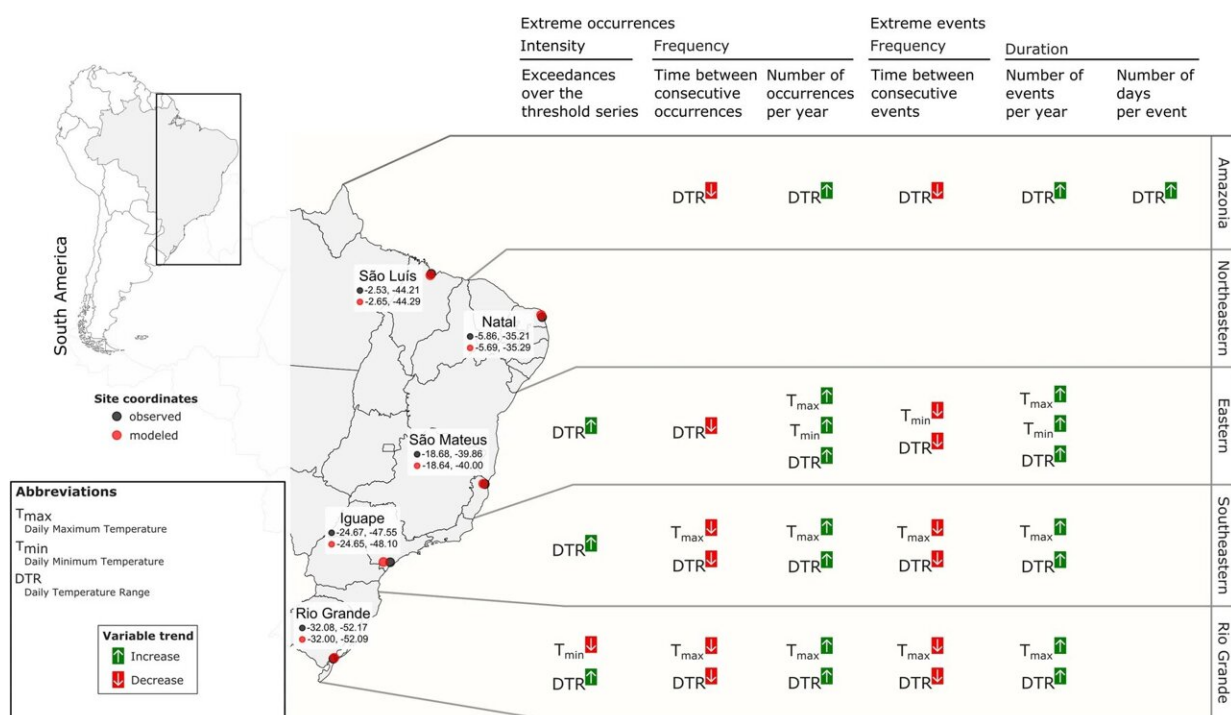 Extreme occurrences
Extreme events
Intensity
Frequency
Frequency
Duration
Exceedances
over the
threshold series
Time between
consecutive
occurrences
Number of
occurrences
per year
Time between
consecutive
events
Number of
events
per year
Number of
days
per event
South America
Amazonia
DTR
DTR
DTR
DTR
DTR
Northeastern
São Luís
-2.53, -44.21
-2.65, -44.29
Natal
-5.86, -35.21
-5.69, -35.29
Site coordinates
observed
modeled
Eastern
São Mateus
-18.68, -39.86
-18.64, -40.00
DTR
DTR
Tmax
Tmin
DTR
Tmin
DTR
Tmax
Tmin
DTR
Southeastern
Iguape
-24.67, -47.55
-24.65, -48.10
DTR
Tmax
DTR
Tmax
DTR
Tmax
DTR
Tmax
DTR
Rio Grande
Rio Grande
-32.08, -52.17
-32.00, -52.09
Tmin
DTR
Tmax
DTR
Tmax
DTR
Tmax
DTR
Tmax
DTR
Abbreviations
Tmax
Daily Maximum Temperature
Tmin
Daily Minimum Temperature
DTR
Daily Temperature Range
Variable trend
Increase
Decrease